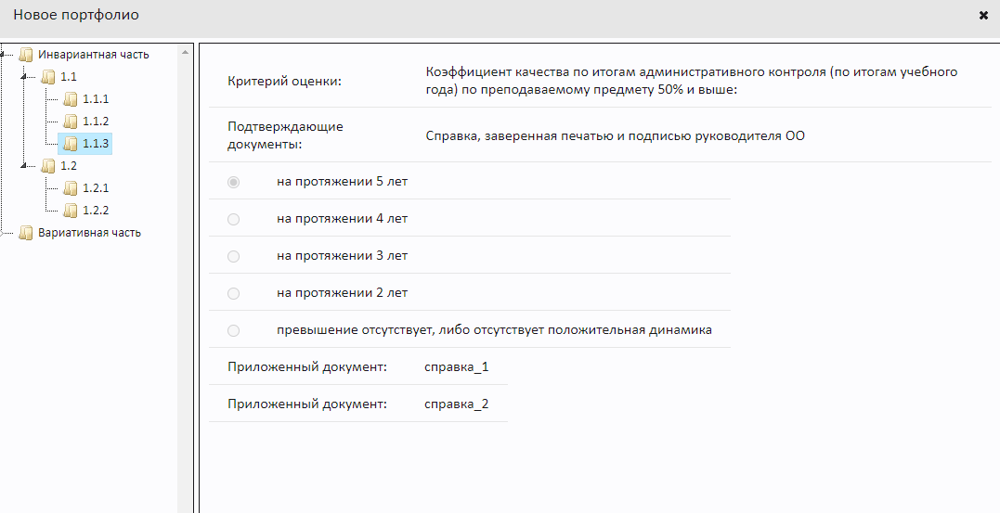 Новое портфолио
Инвариантная часть
1.1
1.1.1
1.1.2
1.1.3
1.2
1.2.1
1.2.2
Вариативная часть
Критерий оценки:
Коэффициент качества по итогам административного контроля (по итогам учебного
года) по преподаваемому предмету 50% и выше:
Подтверждающие
документы:
Справка, заверенная печатью и подписью руководителя ОО
на протяжении 5 лет
на протяжении 4 лет
на протяжении 3 лет
на протяжении 2 лет
превышение отсутствует, либо отсутствует положительная динамика
Приложенный документ: справка_1
Приложенный документ: справка_2